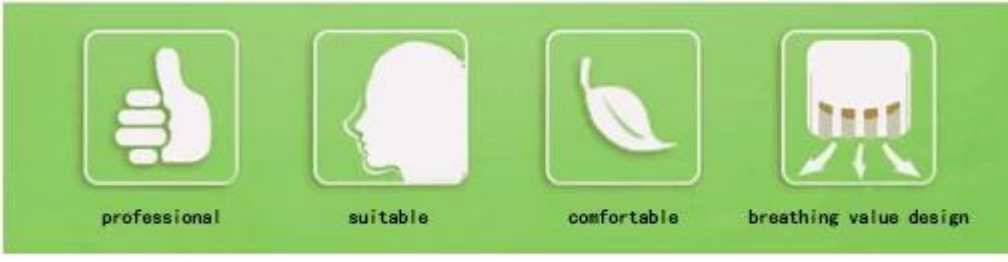 professional
suitable
comfortable
breathing value design